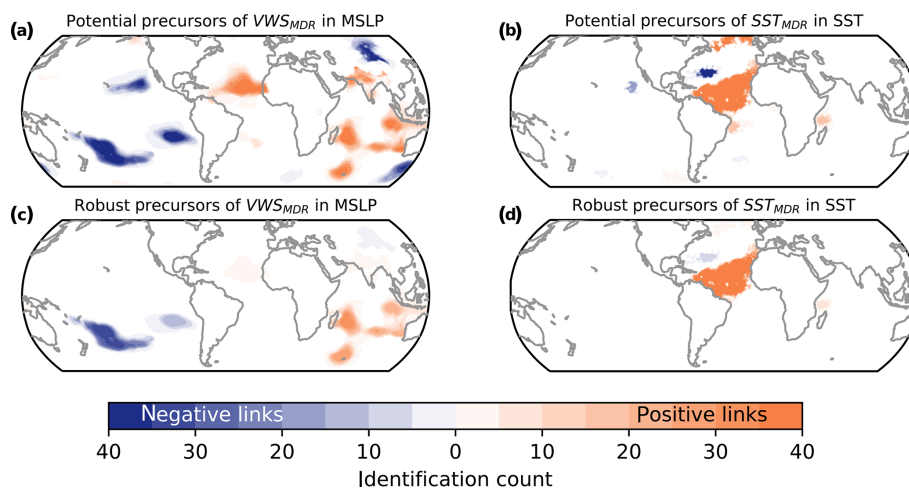 Potential precursors of VWS_MDR in MSLP
(a)
Potential precursors of SST_MDR in SST
(b)
Robust precursors of VWS_MDR in MSLP
(c)
Robust precursors of SST_MDR in SST
(d)
Negative links
Positive links
40 30 20 10 0 10 20 30 40
Identification count